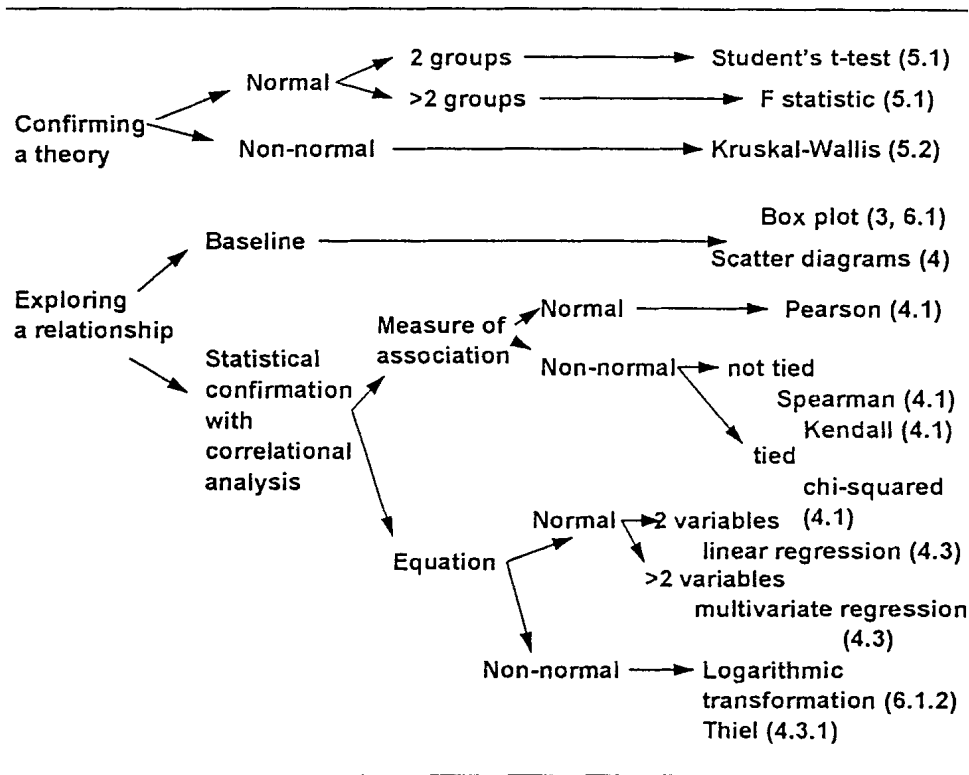 2 groups
Student's t-test (5.1)
Normal
>2 groups
F statistic (5.1)
Confirming
a theory
Non-normal
Kruskal-Wallis (5.2)
Box plot (3, 6.1)
Baseline
Scatter diagrams (4)
Exploring
a relationship
Measure of
association
Normal
Pearson (4.1)
Non-normal
not tied
Spearman (4.1)
Kendall (4.1)
tied
chi-squared
(4.1)
Statistical
confirmation
with
correlational
analysis
Equation
Normal
2 variables
linear regression (4.3)
>2 variables
multivariate regression
(4.3)
Non-normal
Logarithmic
transformation (6.1.2)
Thiel (4.3.1)